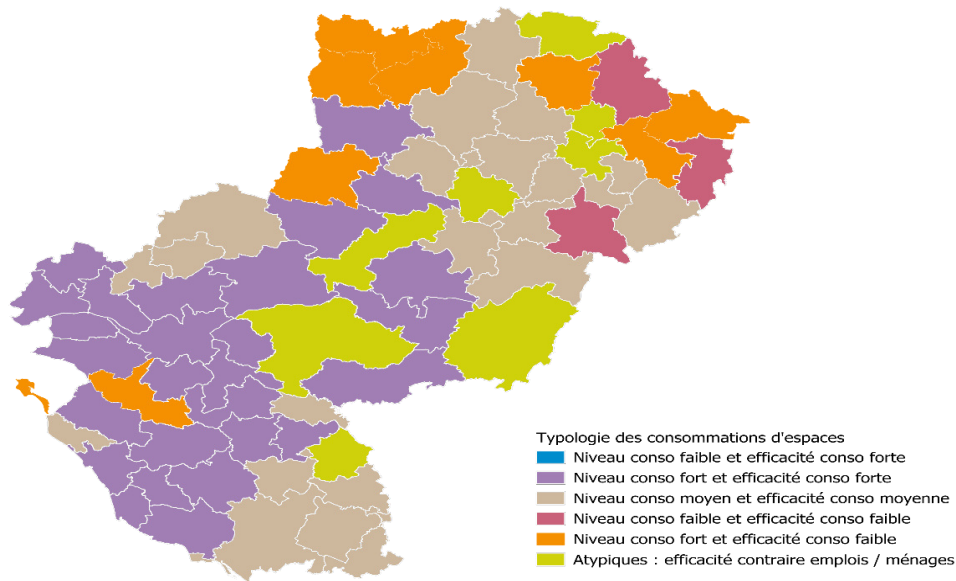 Typologie des consommations d'espaces
Niveau conso faible et efficacité conso forte
Niveau conso fort et efficacité conso forte
Niveau conso moyen et efficacité conso moyenne
Niveau conso faible et efficacité conso faible
Niveau conso fort et efficacité conso faible
Atypiques : efficacité contraire emplois / ménages